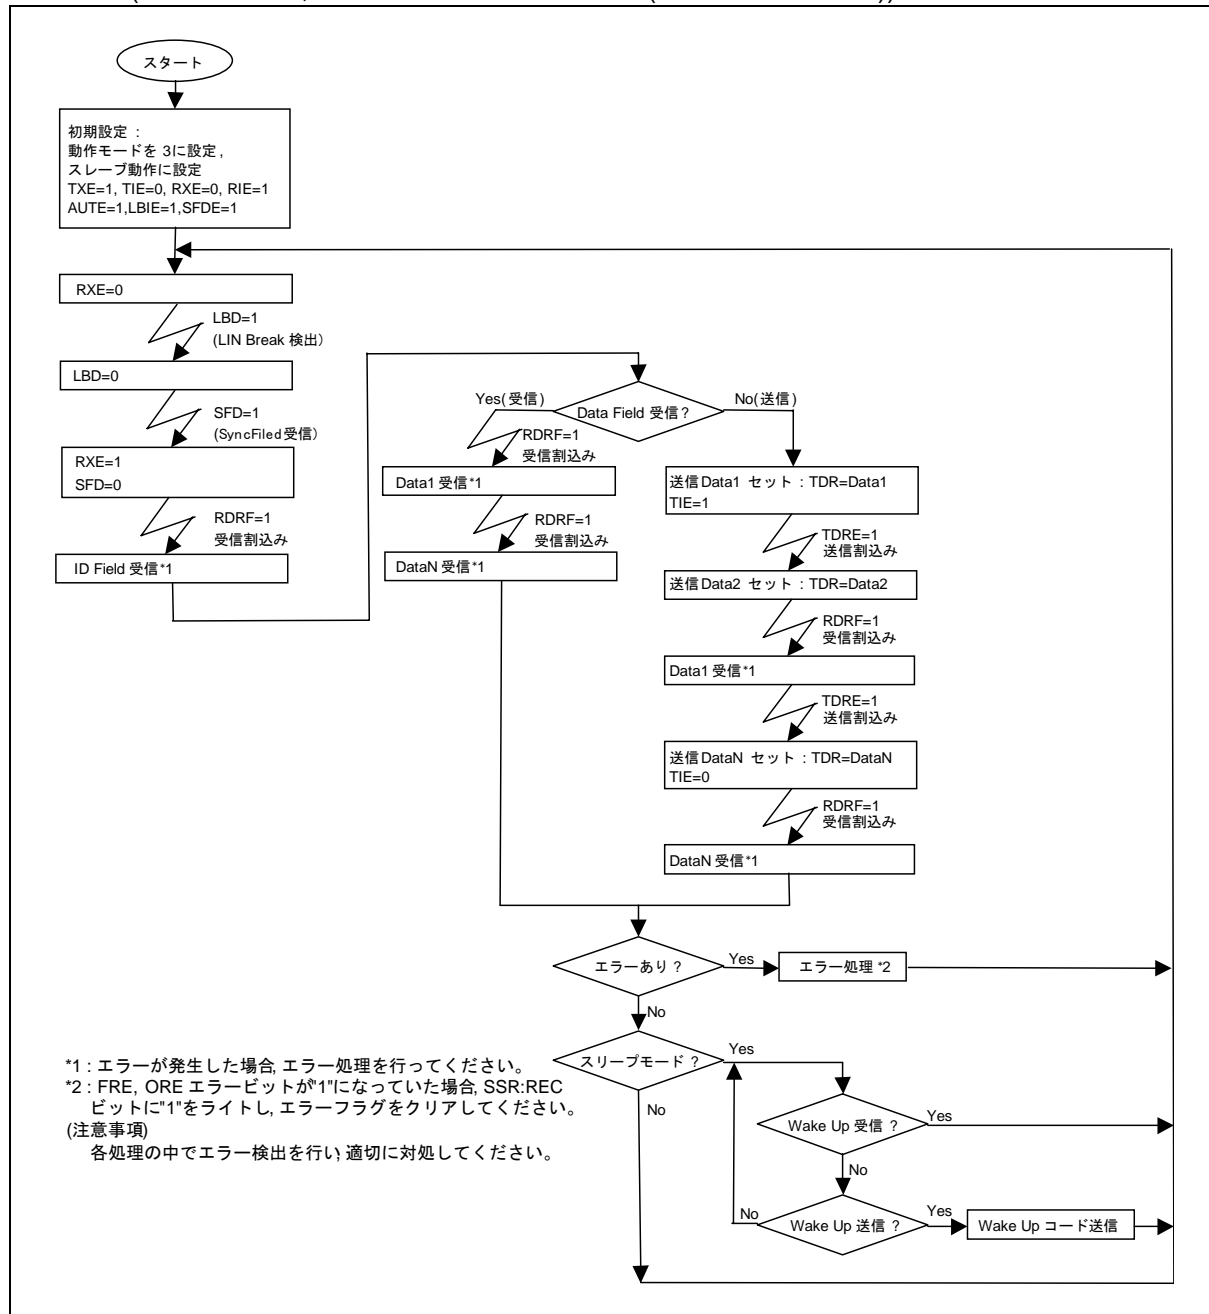 スタート
初期設定 :
動作モードを 3に設定 ,
スレーブ動作に設定
TXE=1, TIE=0, RXE=0, RIE=1
AUTE=1,LBIE=1,SFDE=1
RXE=0
LBD=1
(LIN Break 検出)
LBD=0
SFD=1
(SyncFiled 受信)
RXE=1
SFD=0
RDRF=1
受信割込み
ID Field 受信*1
Data Field 受信 ?
Yes(受信)
No(送信)
RDRF=1
受信割込み
Data1 受信*1
RDRF=1
受信割込み
DataN 受信*1
送信Data1 セット : TDR=Data1
TIE=1
TDRE=1
送信割込み
送信Data2 セット : TDR=Data2
RDRF=1
受信割込み
Data1 受信*1
TDRE=1
送信割込み
送信DataN セット : TDR=DataN
TIE=0
RDRF=1
受信割込み
DataN 受信*1
エラーあり ?
Yes
エラー処理 *2
No
スリープモード ?
Yes
No
Wake Up 受信 ?
Yes
No
Wake Up 送信 ?
No
Yes
Wake Up コード送信
*1 : エラーが発生した場合, エラー処理を行ってください。
*2 : FRE, ORE エラービットが"1"になっていた場合, SSR:REC
ビットに"1"をライトし, エラーフラグをクリアしてください。
(注意事項)
各処理の中でエラー検出を行い, 適切に対処してください。